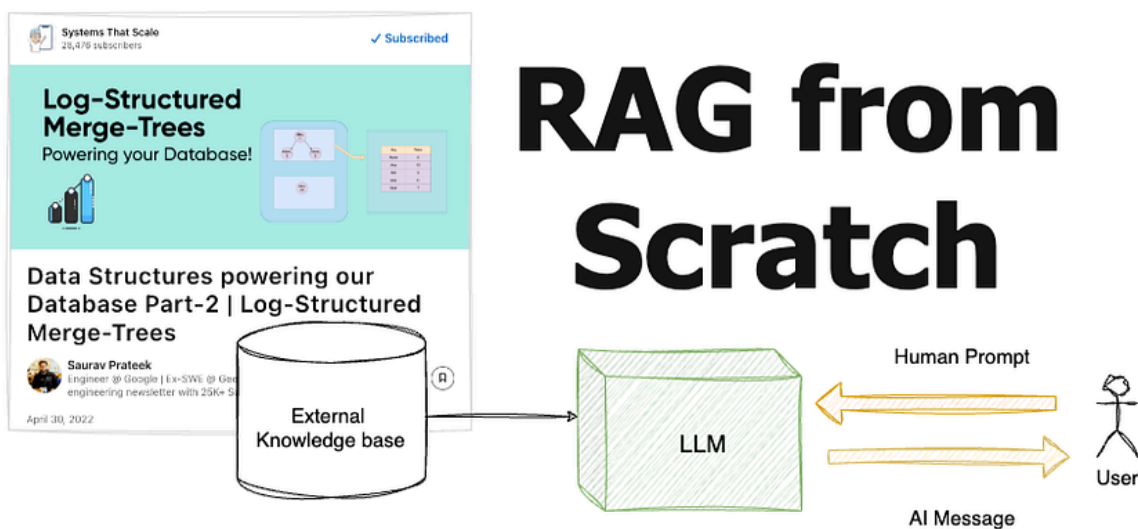 Systems That Scale
28,476 subscribers
✓ Subscribed
Log-Structured
Merge-Trees
Powering your Database!
RAG from
Scratch
Data Structures powering our
Database Part-2 | Log-Structured
Merge-Trees
Saurav Prateek
Engineer @ Google | Ex-SWE @ Gee
engineering newsletter with 25K+ S
April 30, 2022
External
Knowledge base
LLM
Human Prompt
AI Message
User